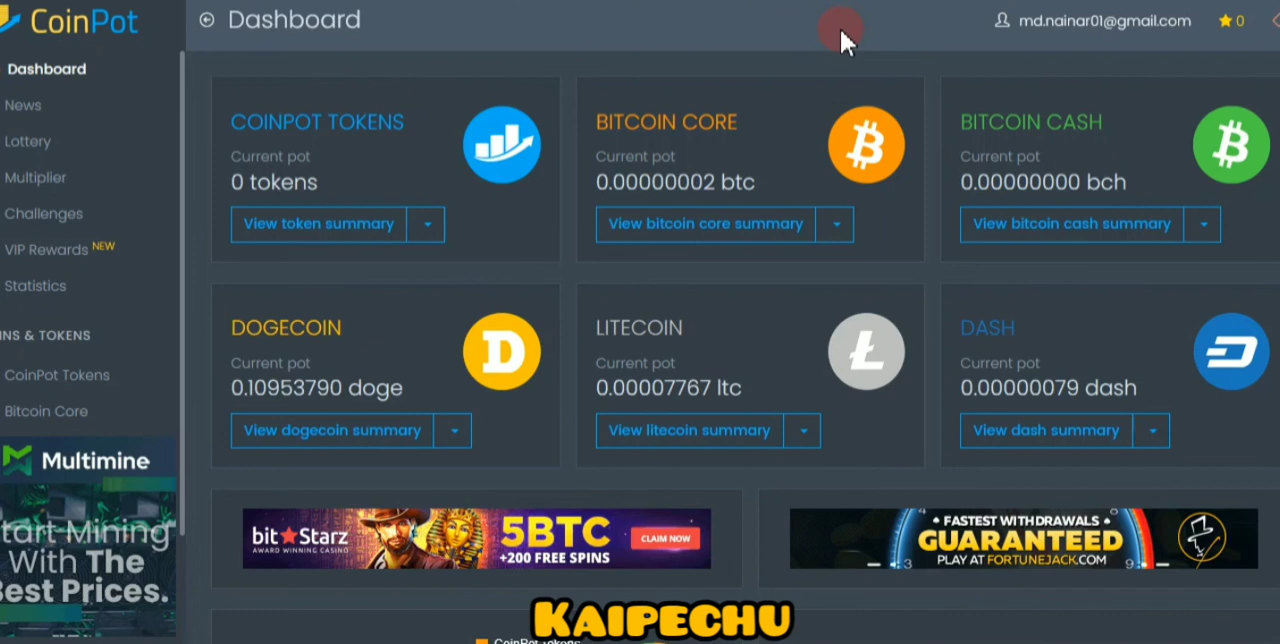 CoinPot
Dashboard
md.nainar01@gmail.com
0
Dashboard
News
Lottery
Multiplier
Challenges
VIP Rewards NEW
Statistics
INS & TOKENS
CoinPot Tokens
Bitcoin Core
Multimine
tart Mining
With The
Best Prices.
COINPOT TOKENS
Current pot
0 tokens
View token summary
BITCOIN CORE
Current pot
0.00000002 btc
View bitcoin core summary
BITCOIN CASH
Current pot
0.00000000 bch
View bitcoin cash summary
DOGECOIN
Current pot
0.10953790 doge
View dogecoin summary
LITECOIN
Current pot
0.00007767 ltc
View litecoin summary
DASH
Current pot
0.00000079 dash
View dash summary
bitStarz
AWARD WINNING CASINO
5BTC
+200 FREE SPINS
CLAIM NOW
FASTEST WITHDRAWALS
GUARANTEED
PLAY AT FORTUNEJACK.COM
KAIPECHU
CoinPot Tokens